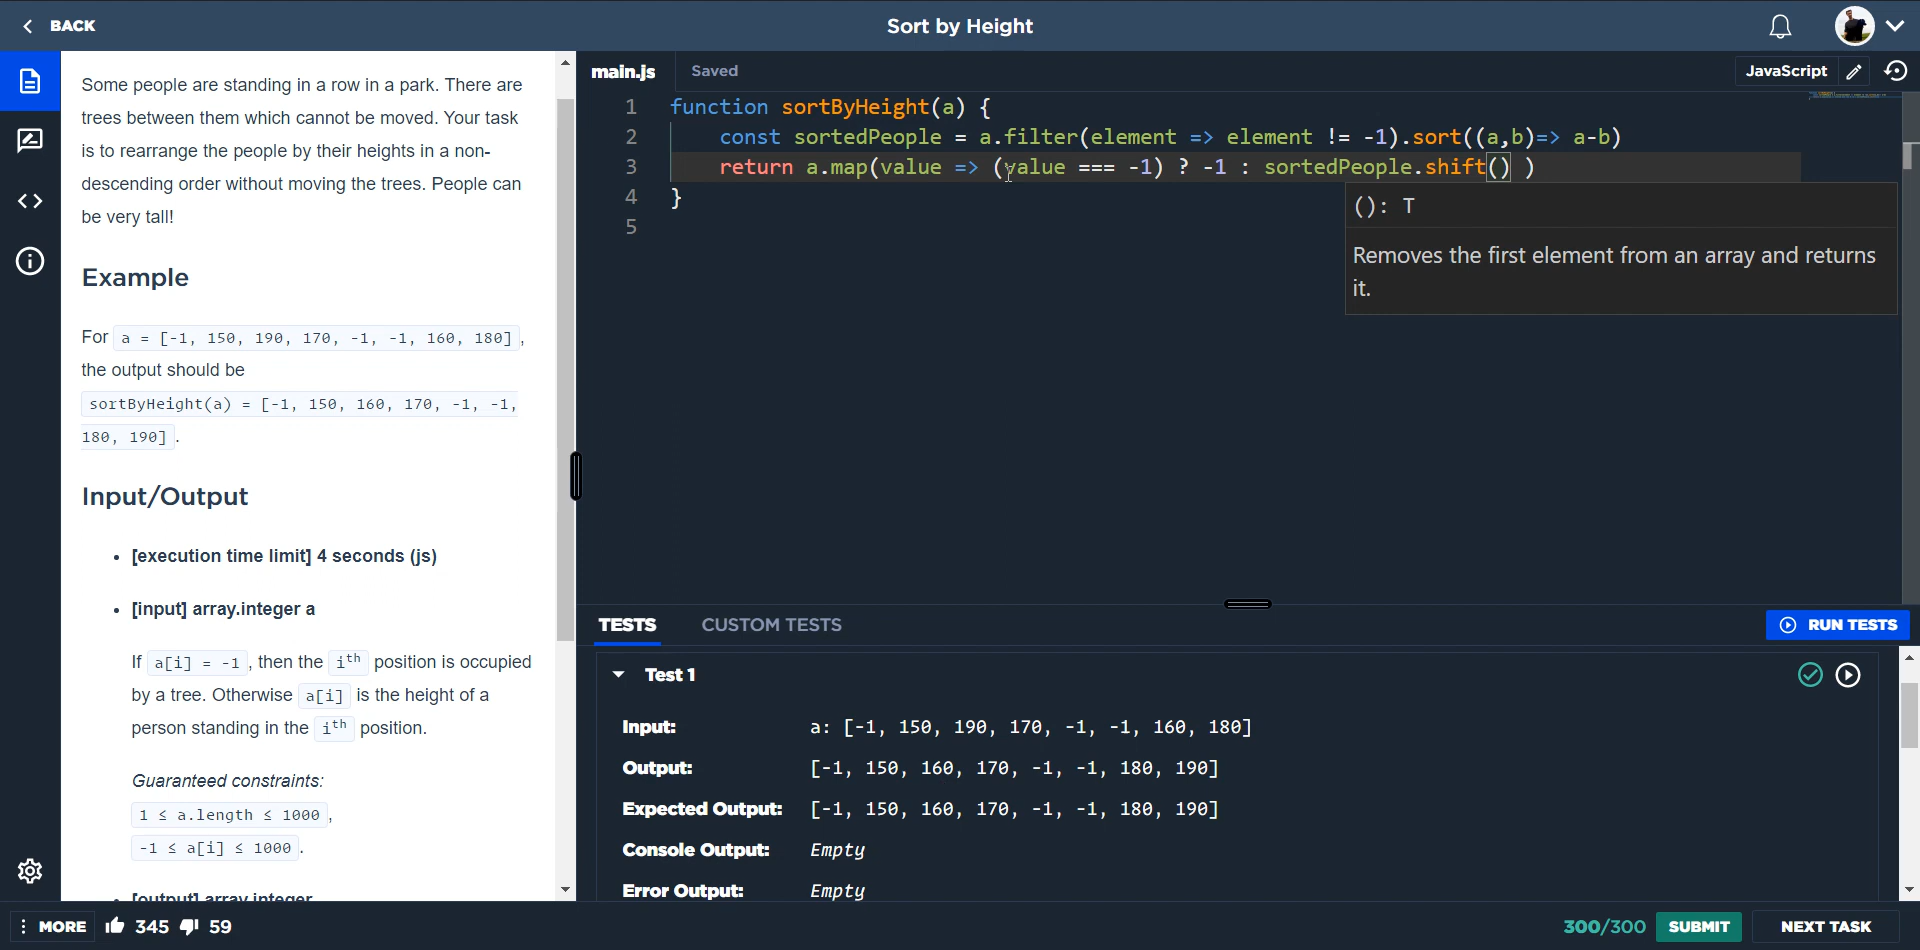 BACK
Sort by Height
Some people are standing in a row in a park. There are
trees between them which cannot be moved. Your task
is to rearrange the people by their heights in a non-
descending order without moving the trees. People can
be very tall!
Example
For a = [-1, 150, 190, 170, -1, -1, 160, 180] ,
the output should be
sortByHeight(a) = [-1, 150, 160, 170, -1, -1,
180, 190] .
Input/Output
• [execution time limit] 4 seconds (js)
• [input] array.integer a
If a[i] = -1 , then the ith position is occupied
by a tree. Otherwise a[i] is the height of a
person standing in the ith position.
Guaranteed constraints:
1 ≤ a.length ≤ 1000 ,
-1 ≤ a[i] ≤ 1000 .
• [output] array.integer
main.js
Saved
JavaScript
1 function sortByHeight(a) {
2 const sortedPeople = a.filter(element => element != -1).sort((a,b)=> a-b)
3 return a.map(value => (value === -1) ? -1 : sortedPeople.shift() )
4 }
5
(): T
Removes the first element from an array and returns
it.
TESTS
CUSTOM TESTS
RUN TESTS
Test 1
Input: a: [-1, 150, 190, 170, -1, -1, 160, 180]
Output: [-1, 150, 160, 170, -1, -1, 180, 190]
Expected Output: [-1, 150, 160, 170, -1, -1, 180, 190]
Console Output: Empty
Error Output: Empty
MORE 345 59
300/300 SUBMIT NEXT TASK